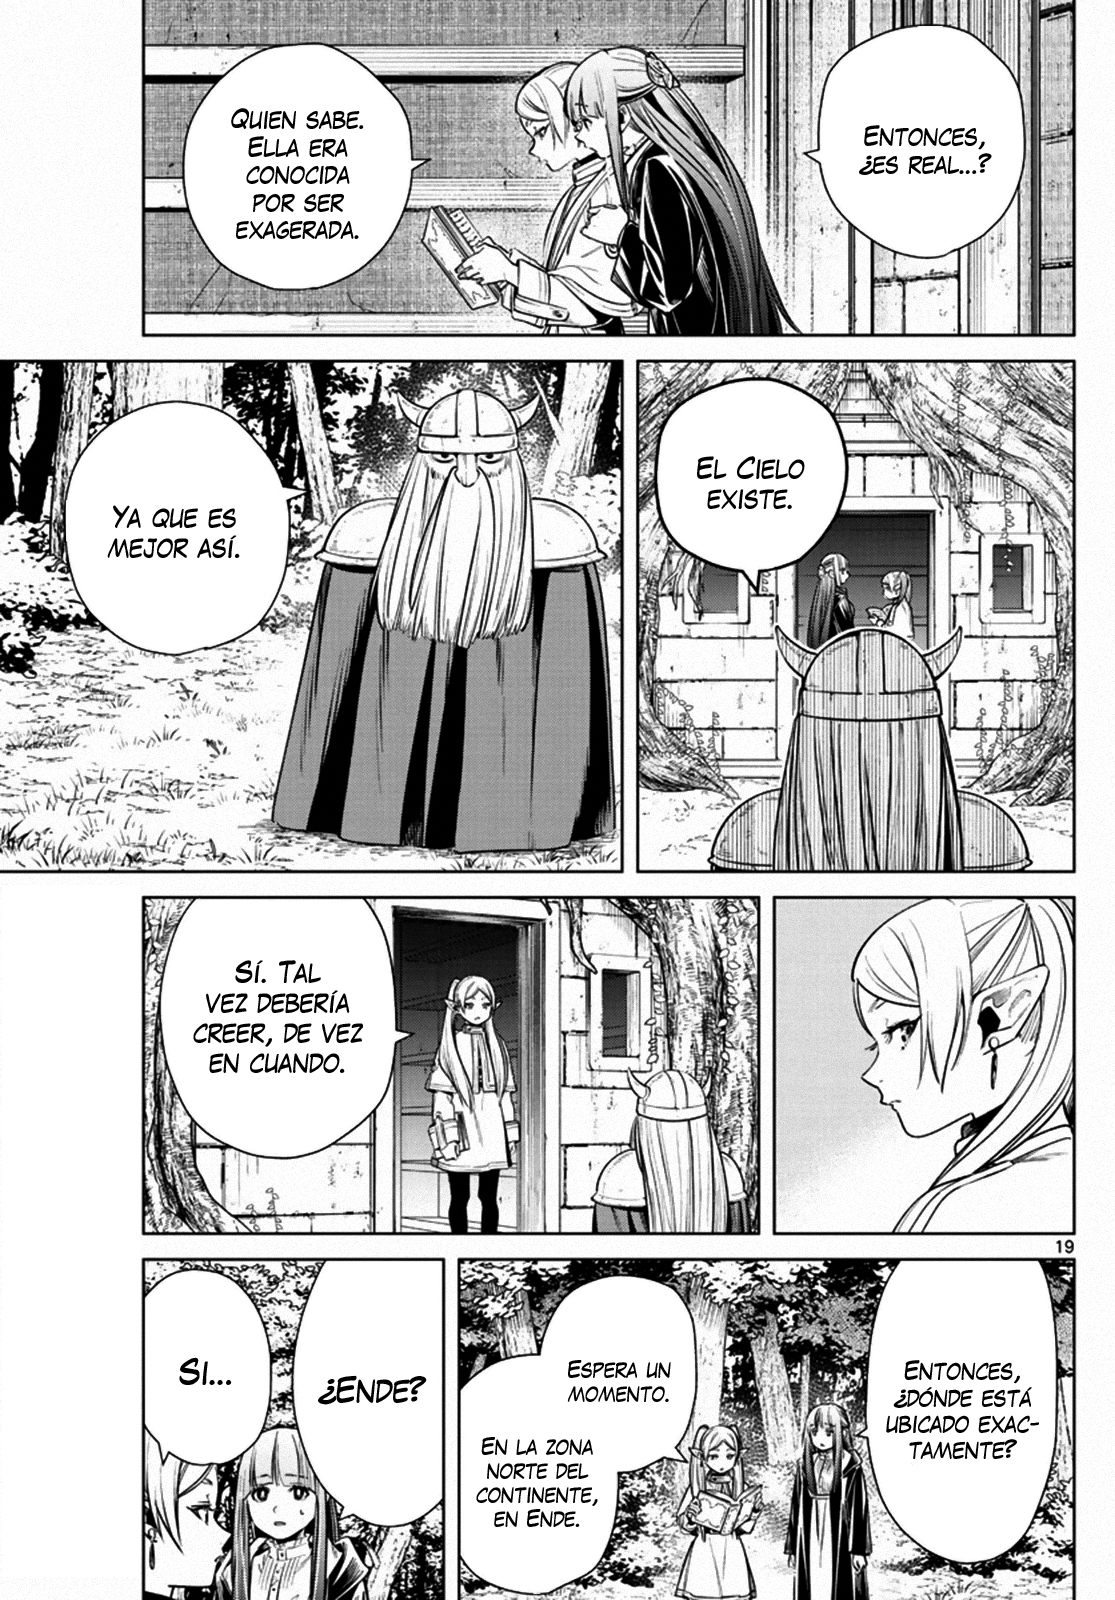 Entonces,
¿es real...?
Quien sabe.
Ella era
conocida
por ser
exagerada.
El Cielo
existe.
Ya que es
mejor así.
Sí. Tal
vez debería
creer, de vez
en cuando.
19
Entonces,
¿dónde está
ubicado exac-
tamente?
Espera un
momento.
En la zona
norte del
continente,
en Ende.
¿Ende?
Si...